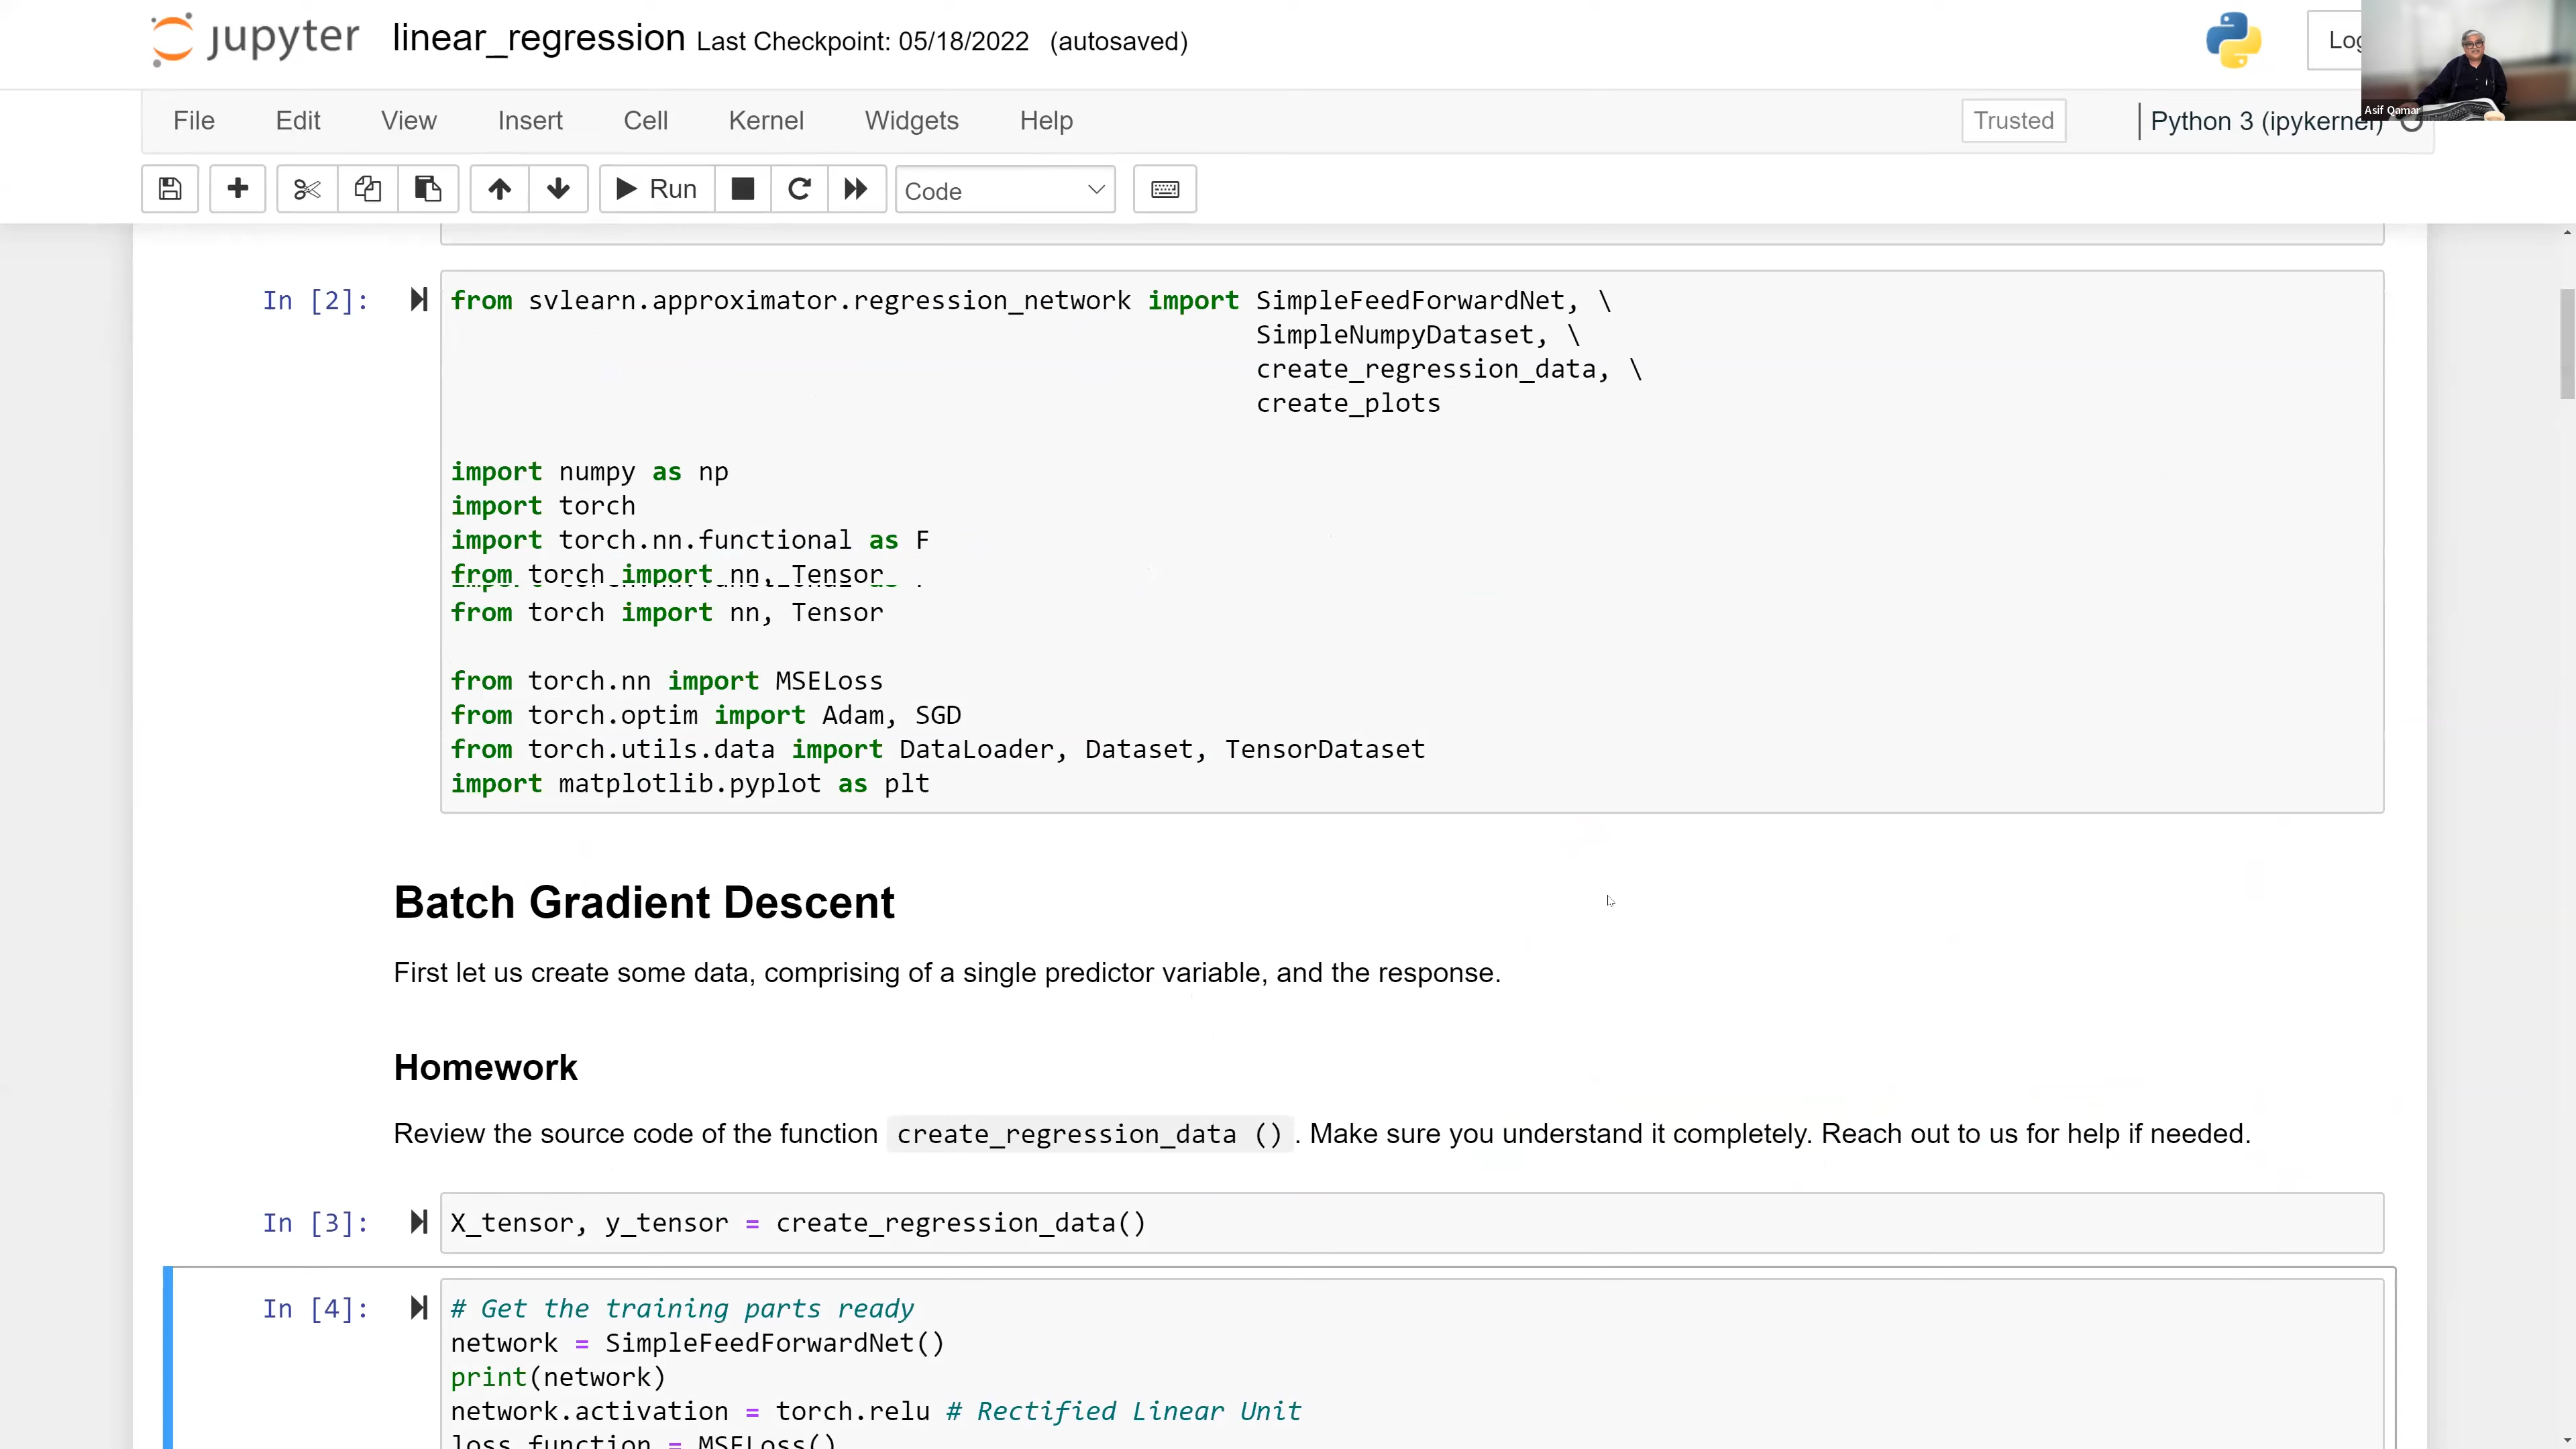 jupyter linear_regression Last Checkpoint: 05/18/2022 (autosaved)
File Edit View Insert Cell Kernel Widgets Help Trusted Python 3 (ipykernel)
Asif Qamar
Run Code
In [2]: from svlearn.approximator.regression_network import SimpleFeedForwardNet, \
SimpleNumpyDataset, \
create_regression_data, \
create_plots
import numpy as np
import torch
import torch.nn.functional as F
from torch import nn, Tensor
from torch import nn, Tensor
from torch.nn import MSELoss
from torch.optim import Adam, SGD
from torch.utils.data import DataLoader, Dataset, TensorDataset
import matplotlib.pyplot as plt
Batch Gradient Descent
First let us create some data, comprising of a single predictor variable, and the response.
Homework
Review the source code of the function create_regression_data (). Make sure you understand it completely. Reach out to us for help if needed.
In [3]: X_tensor, y_tensor = create_regression_data()
In [4]: # Get the training parts ready
network = SimpleFeedForwardNet()
print(network)
network.activation = torch.relu # Rectified Linear Unit
loss_function = MSELoss()